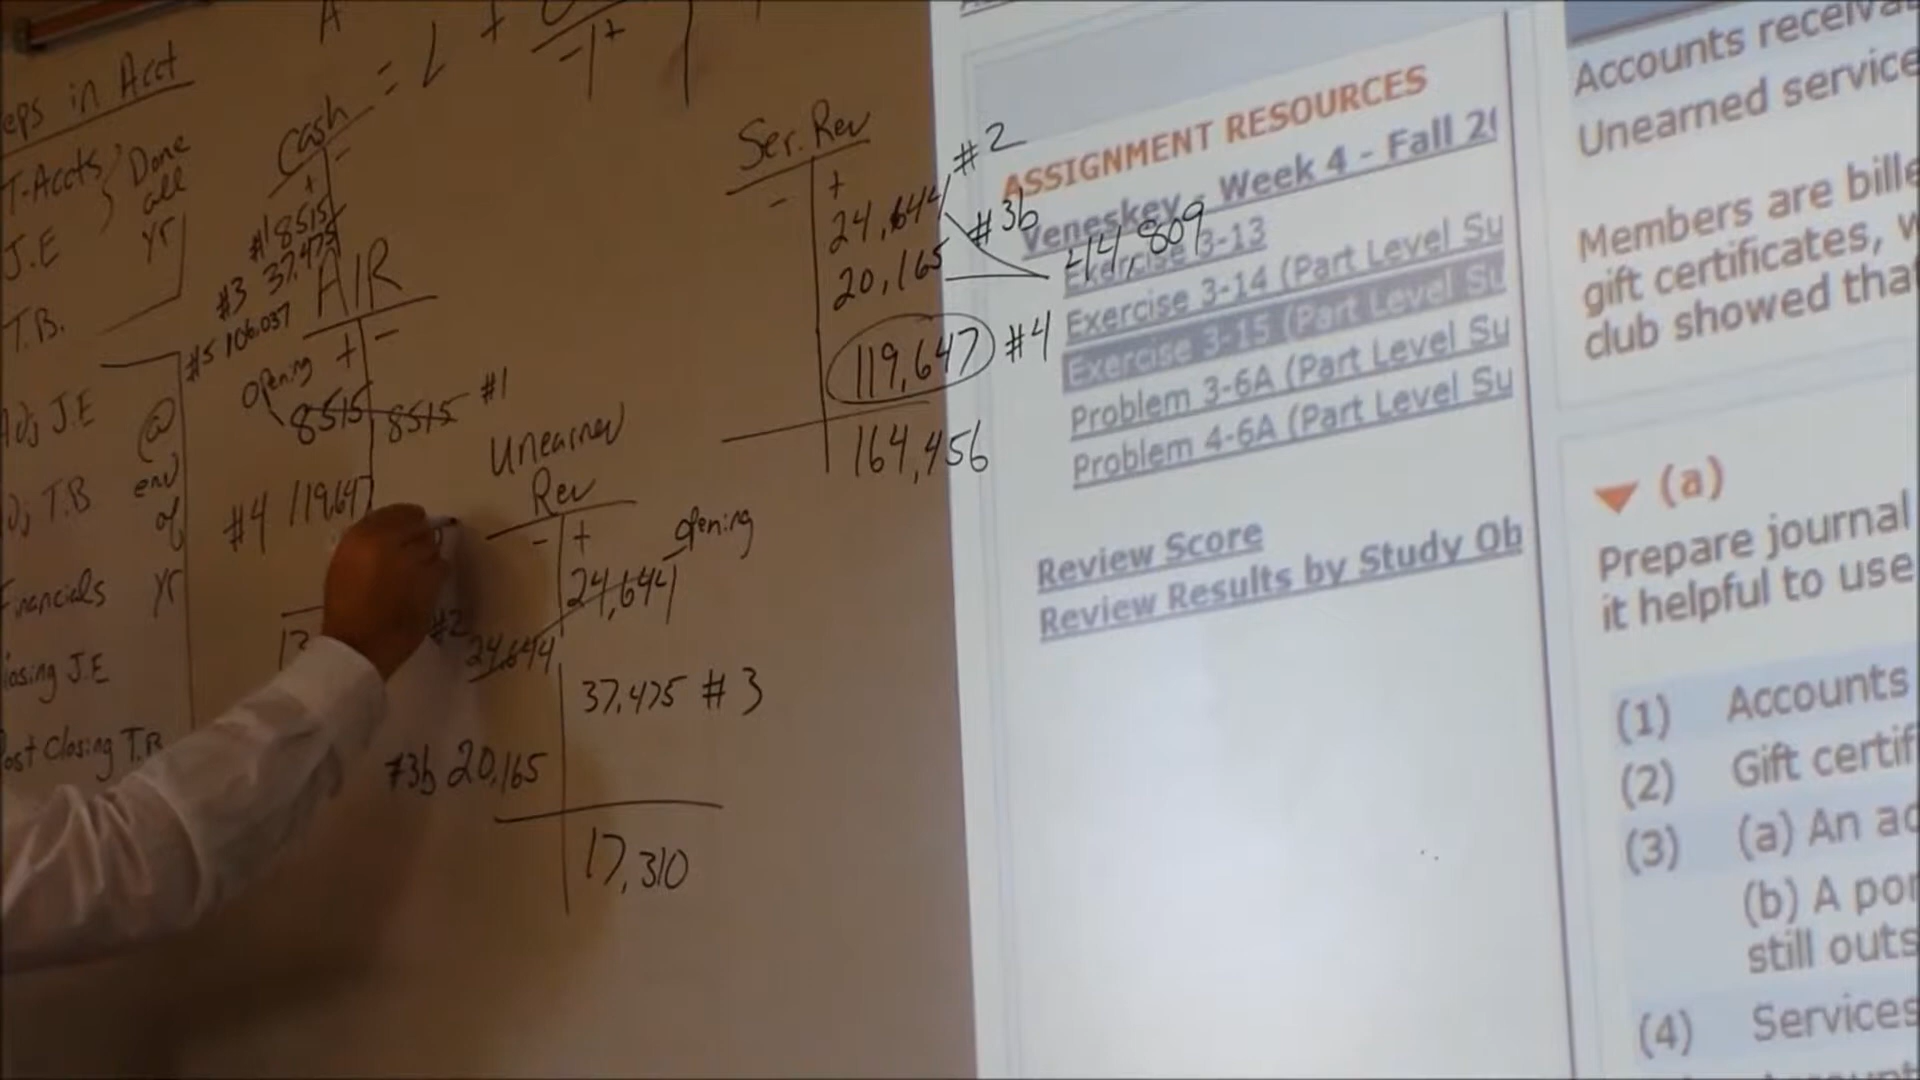 A
= L +
- | +
eps in Acct
T-Accts
Done
all
yr
J.E
T.B.
Adj J.E
@
end
of
yr
Adj T.B
Financials
Closing J.E
Post Closing T.B
Cash
+ -
#1 8515
#3 37,475
#5 106,037
A/R
+ -
opening
8515
8515 #1
#4 119,647
Unearned
Rev
- +
opening
24,644
#2
24,644
37,475 #3
#3b 20,165
17,310
Ser. Rev
- +
24,644 #2
20,165 #3b
44,809
119,647 #4
164,456
ASSIGNMENT RESOURCES
Veneskey - Week 4 - Fall
Exercise 3-13
Exercise 3-14 (Part Level Su
Exercise 3-15 (Part Level Su
Problem 3-6A (Part Level Su
Problem 4-6A (Part Level Su
Review Score
Review Results by Study Ob
Accounts receiva
Unearned service
Members are bille
gift certificates, w
club showed tha
(a)
Prepare journal
it helpful to use
(1) Accounts
(2) Gift certif
(3) (a) An ad
(b) A por
still outs
(4) Services